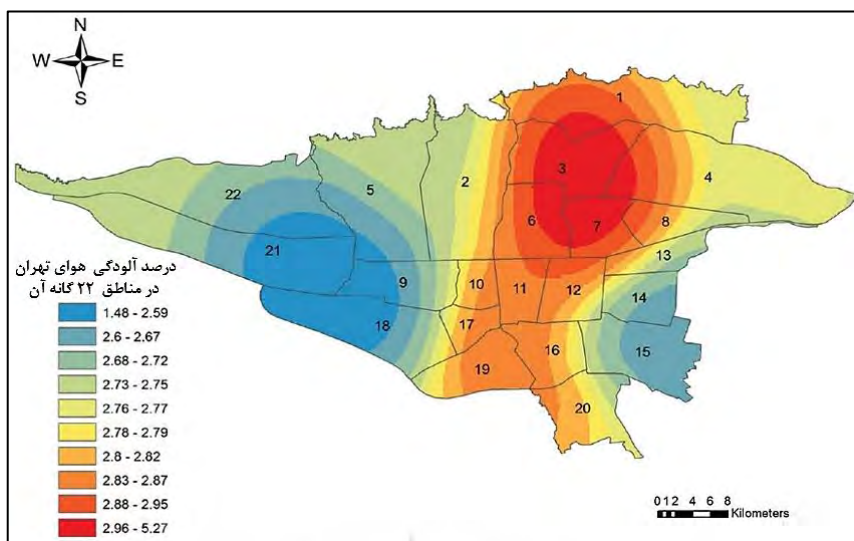 N
W E
S
1
3
4
2
5
22
6
7
8
21
13
9
10
11
12
14
18
17
16
15
19
20
درصد آلودگی هوای تهران
در مناطق ۲۲ گانه آن
1.48 - 2.59
2.6 - 2.67
2.68 - 2.72
2.73 - 2.75
2.76 - 2.77
2.78 - 2.79
2.8 - 2.82
2.83 - 2.87
2.88 - 2.95
2.96 - 5.27
0 1 2 4 6 8
Kilometers